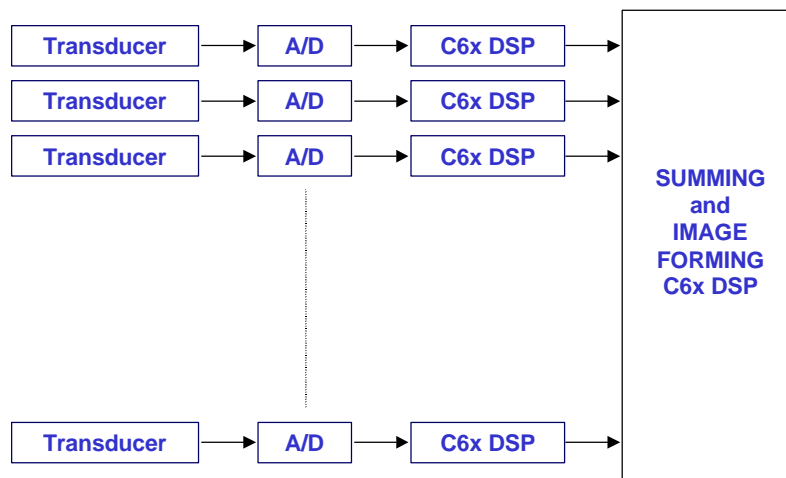 Transducer A/D C6x DSP
Transducer A/D C6x DSP
Transducer A/D C6x DSP
SUMMING
and
IMAGE
FORMING
C6x DSP
Transducer A/D C6x DSP